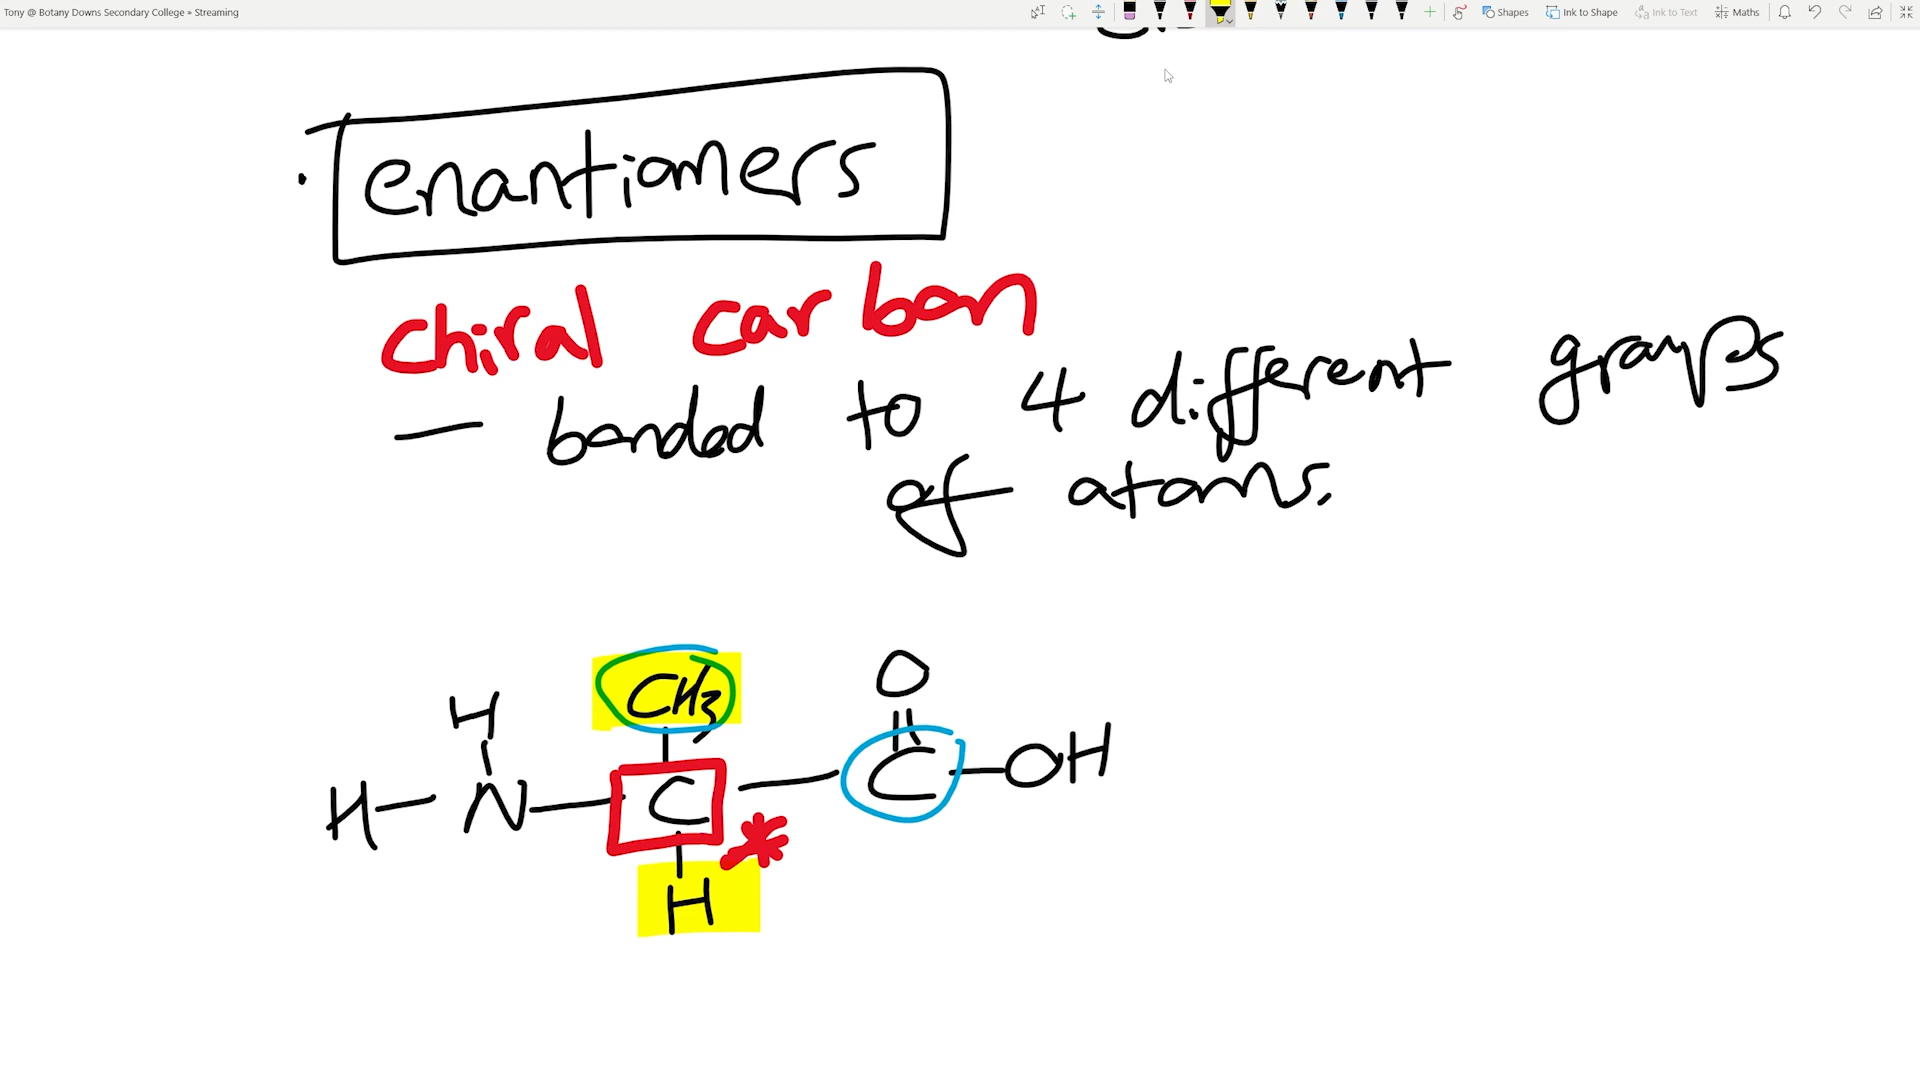 Tony @ Botany Downs Secondary College » Streaming
Shapes Ink to Shape Ink to Text Maths
enantiomers
chiral carbon
— bonded to 4 different groups
of atoms.
H CH3 O
H — N — C — C — OH
*
H